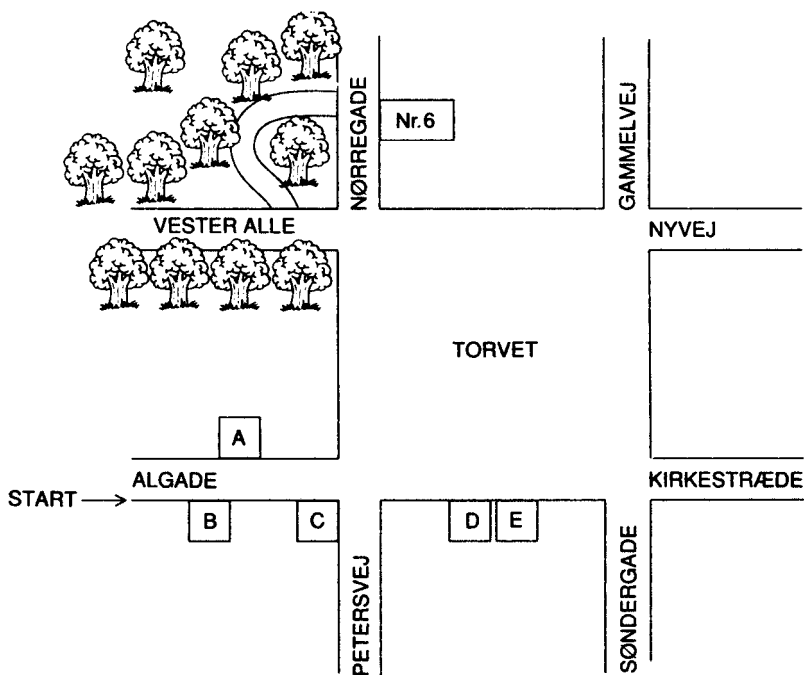 NØRREGADE
Nr.6
GAMMELVEJ
VESTER ALLE
NYVEJ
TORVET
A
ALGADE
KIRKESTRÆDE
START
B
C
D
E
PETERSVEJ
SØNDERGADE